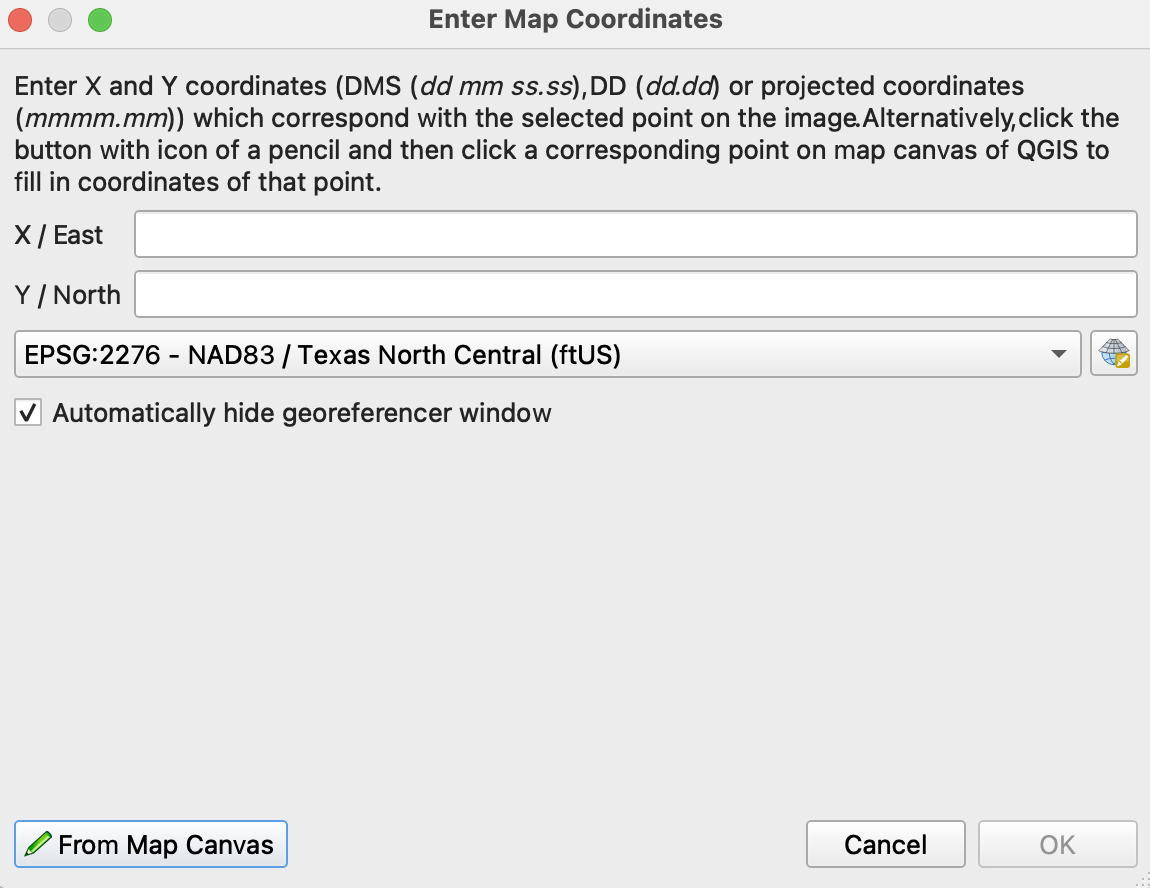 Enter Map Coordinates
Enter X and Y coordinates (DMS (dd mm ss.ss),DD (dd.dd) or projected coordinates
(mmmm.mm)) which correspond with the selected point on the image.Alternatively,click the
button with icon of a pencil and then click a corresponding point on map canvas of QGIS to
fill in coordinates of that point.
X / East
Y / North
EPSG:2276 - NAD83 / Texas North Central (ftUS)
Automatically hide georeferencer window
From Map Canvas
Cancel
OK